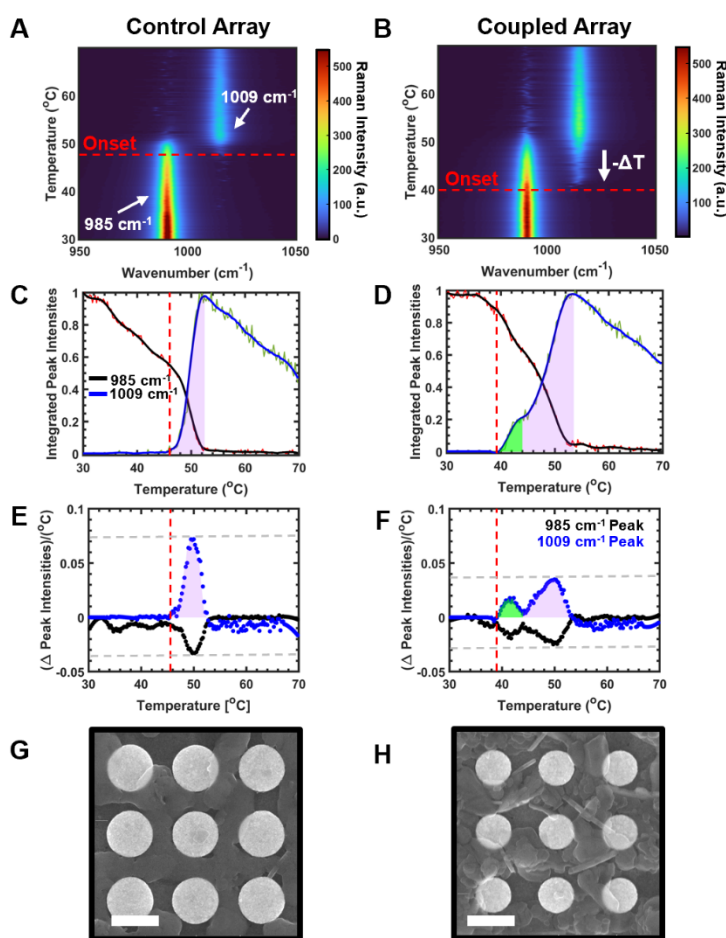 Control Array
Coupled Array
A
Temperature (°C)
60
50
40
30
Onset
1009 cm⁻¹
985 cm⁻¹
950
1000
1050
Wavenumber (cm⁻¹)
500
400
300
200
100
0
Raman Intensity (a.u.)
B
Temperature (°C)
60
50
40
30
Onset
-ΔT
950
1000
1050
Wavenumber (cm⁻¹)
500
400
300
200
100
Raman Intensity (a.u.)
C
Integrated Peak Intensites
1
0.8
0.6
0.4
0.2
0
985 cm⁻¹
1009 cm⁻¹
30 40 50 60 70
Temperature (°C)
D
Integrated Peak Intensities
1
0.8
0.6
0.4
0.2
0
30 40 50 60 70
Temperature (°C)
E
(Δ Peak Intensities)/(°C)
0.1
0.05
0
-0.05
30 40 50 60 70
Temperature [°C]
F
(Δ Peak Intensities)/(°C)
0.1
0.05
0
-0.05
985 cm⁻¹ Peak
1009 cm⁻¹ Peak
30 40 50 60 70
Temperature (°C)
G
H